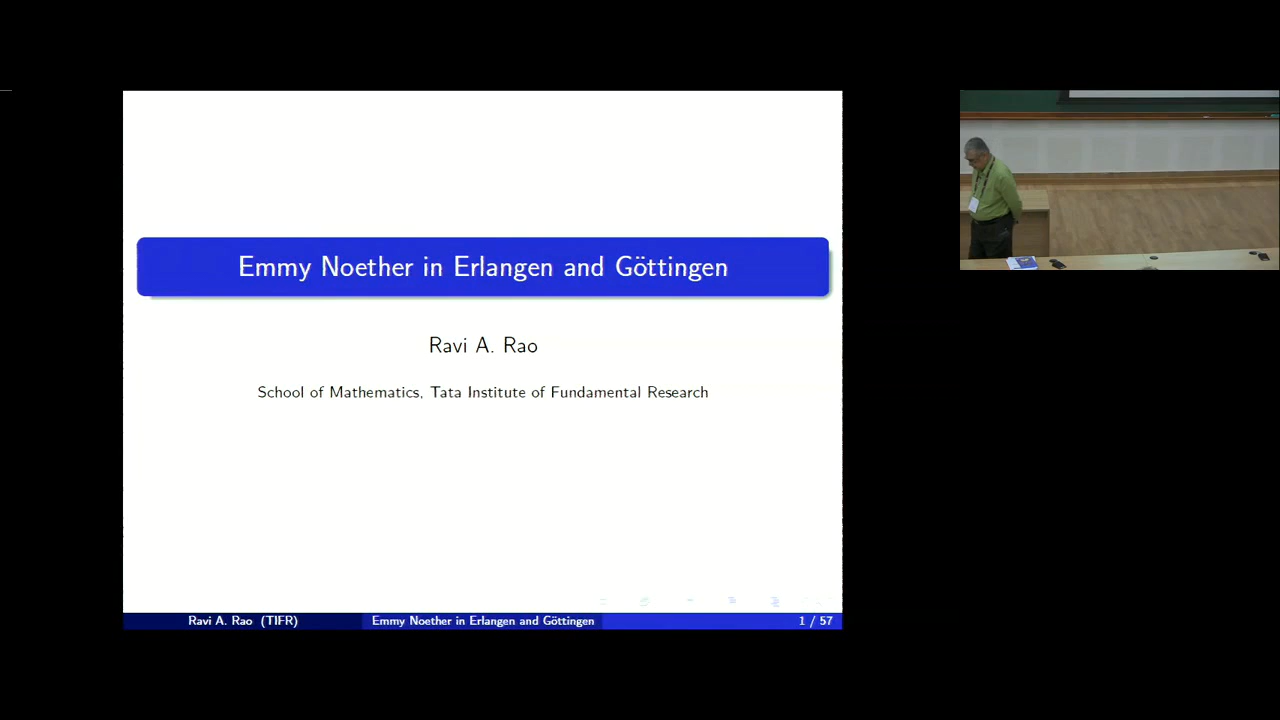 Emmy Noether in Erlangen and Göttingen
Ravi A. Rao
School of Mathematics, Tata Institute of Fundamental Research
Ravi A. Rao (TIFR) Emmy Noether in Erlangen and Göttingen 1 / 57